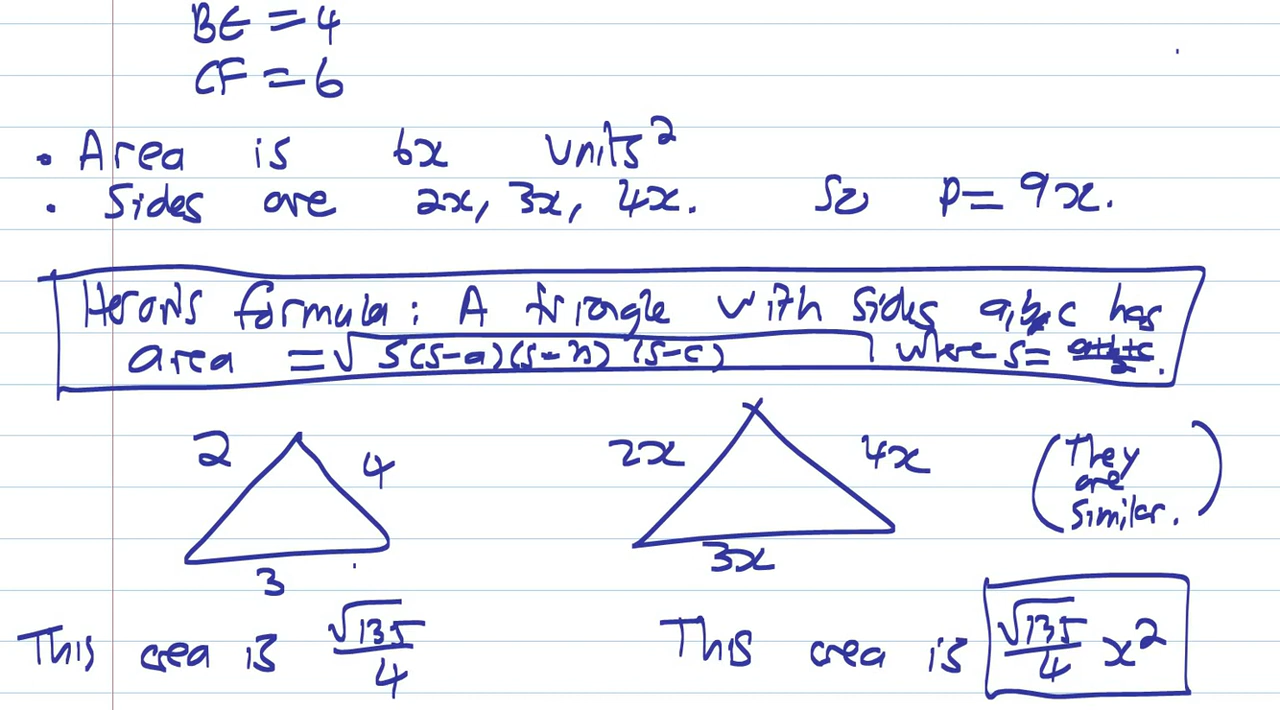 BE = 4
CF = 6
• Area is 6x units²
• Sides are 2x, 3x, 4x. So P = 9x.
Heron's formula: A triangle with sides a,b,c has
area = √s(s-a)(s-b)(s-c) where s = a+b+c/2.
2 4 2x 4x (They
are
similar.)
3 3x
This area is √135/4 This area is √135/4 x²